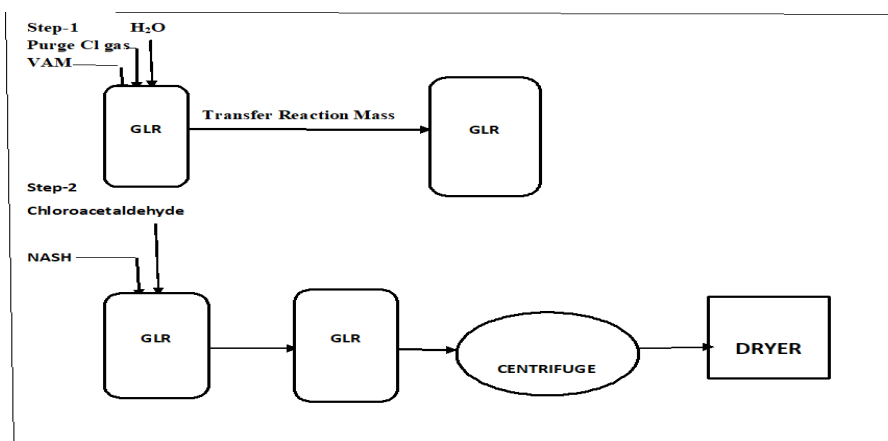 Step-1 H₂O
Purge Cl gas
VAM
GLR
Transfer Reaction Mass
GLR
Step-2
Chloroacetaldehyde
NASH
GLR
GLR
CENTRIFUGE
DRYER